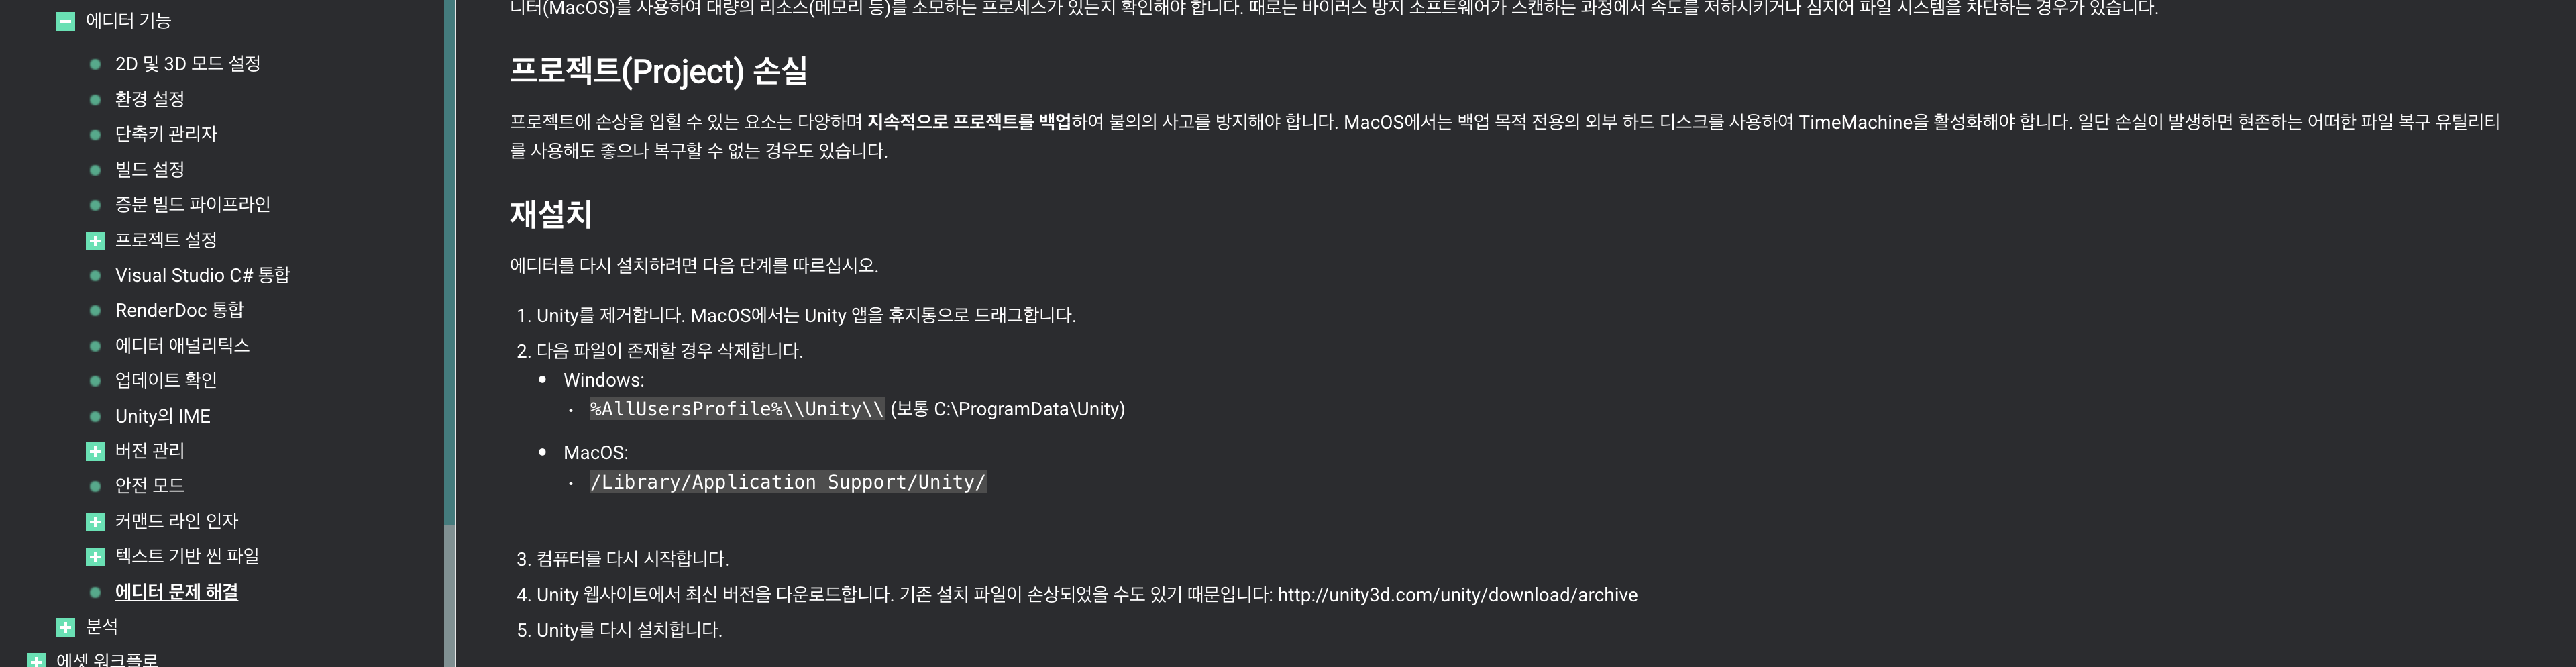 에디터 기능
2D 및 3D 모드 설정
환경 설정
단축키 관리자
빌드 설정
증분 빌드 파이프라인
프로젝트 설정
Visual Studio C# 통합
RenderDoc 통합
에디터 애널리틱스
업데이트 확인
Unity의 IME
버전 관리
안전 모드
커맨드 라인 인자
텍스트 기반 씬 파일
에디터 문제 해결
분석
에셋 워크플로
니터(MacOS)를 사용하여 대량의 리소스(메모리 등)를 소모하는 프로세스가 있는지 확인해야 합니다. 때로는 바이러스 방지 소프트웨어가 스캔하는 과정에서 속도를 저하시키거나 심지어 파일 시스템을 차단하는 경우가 있습니다.
프로젝트(Project) 손실
프로젝트에 손상을 입힐 수 있는 요소는 다양하며 지속적으로 프로젝트를 백업하여 불의의 사고를 방지해야 합니다. MacOS에서는 백업 목적 전용의 외부 하드 디스크를 사용하여 TimeMachine을 활성화해야 합니다. 일단 손실이 발생하면 현존하는 어떠한 파일 복구 유틸리티
를 사용해도 좋으나 복구할 수 없는 경우도 있습니다.
재설치
에디터를 다시 설치하려면 다음 단계를 따르십시오.
1. Unity를 제거합니다. MacOS에서는 Unity 앱을 휴지통으로 드래그합니다.
2. 다음 파일이 존재할 경우 삭제합니다.
Windows:
%AllUsersProfile%\\Unity\\ (보통 C:\ProgramData\Unity)
MacOS:
/Library/Application Support/Unity/
3. 컴퓨터를 다시 시작합니다.
4. Unity 웹사이트에서 최신 버전을 다운로드합니다. 기존 설치 파일이 손상되었을 수도 있기 때문입니다: http://unity3d.com/unity/download/archive
5. Unity를 다시 설치합니다.